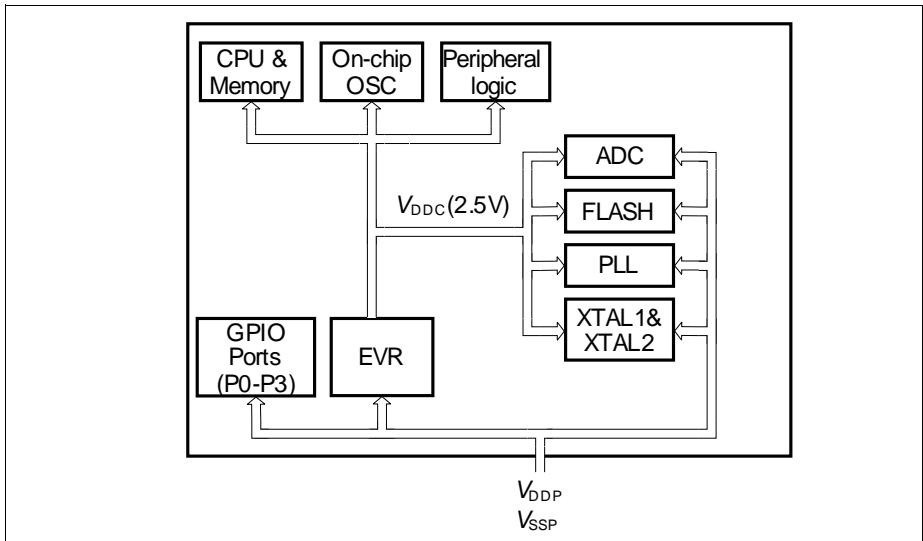 CPU &
Memory
On-chip
OSC
Peripheral
logic
ADC
VDDC (2.5V)
FLASH
PLL
XTAL1&
XTAL2
GPIO
Ports
(P0-P3)
EVR
VDDP
VSSP